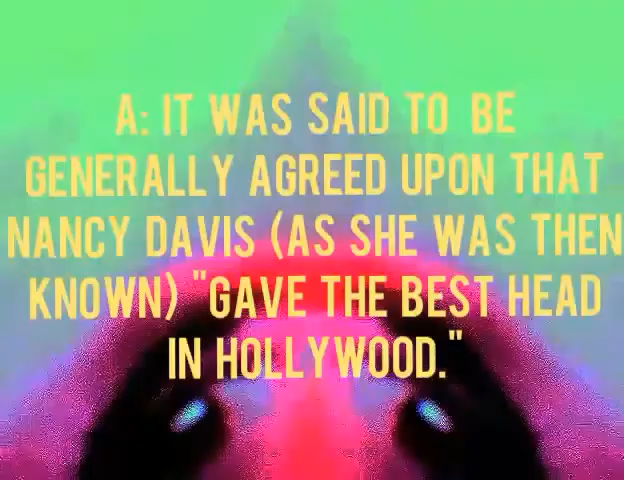 A: IT WAS SAID TO BE
GENERALLY AGREED UPON THAT
NANCY DAVIS (AS SHE WAS THEN
KNOWN) "GAVE THE BEST HEAD
IN HOLLYWOOD."